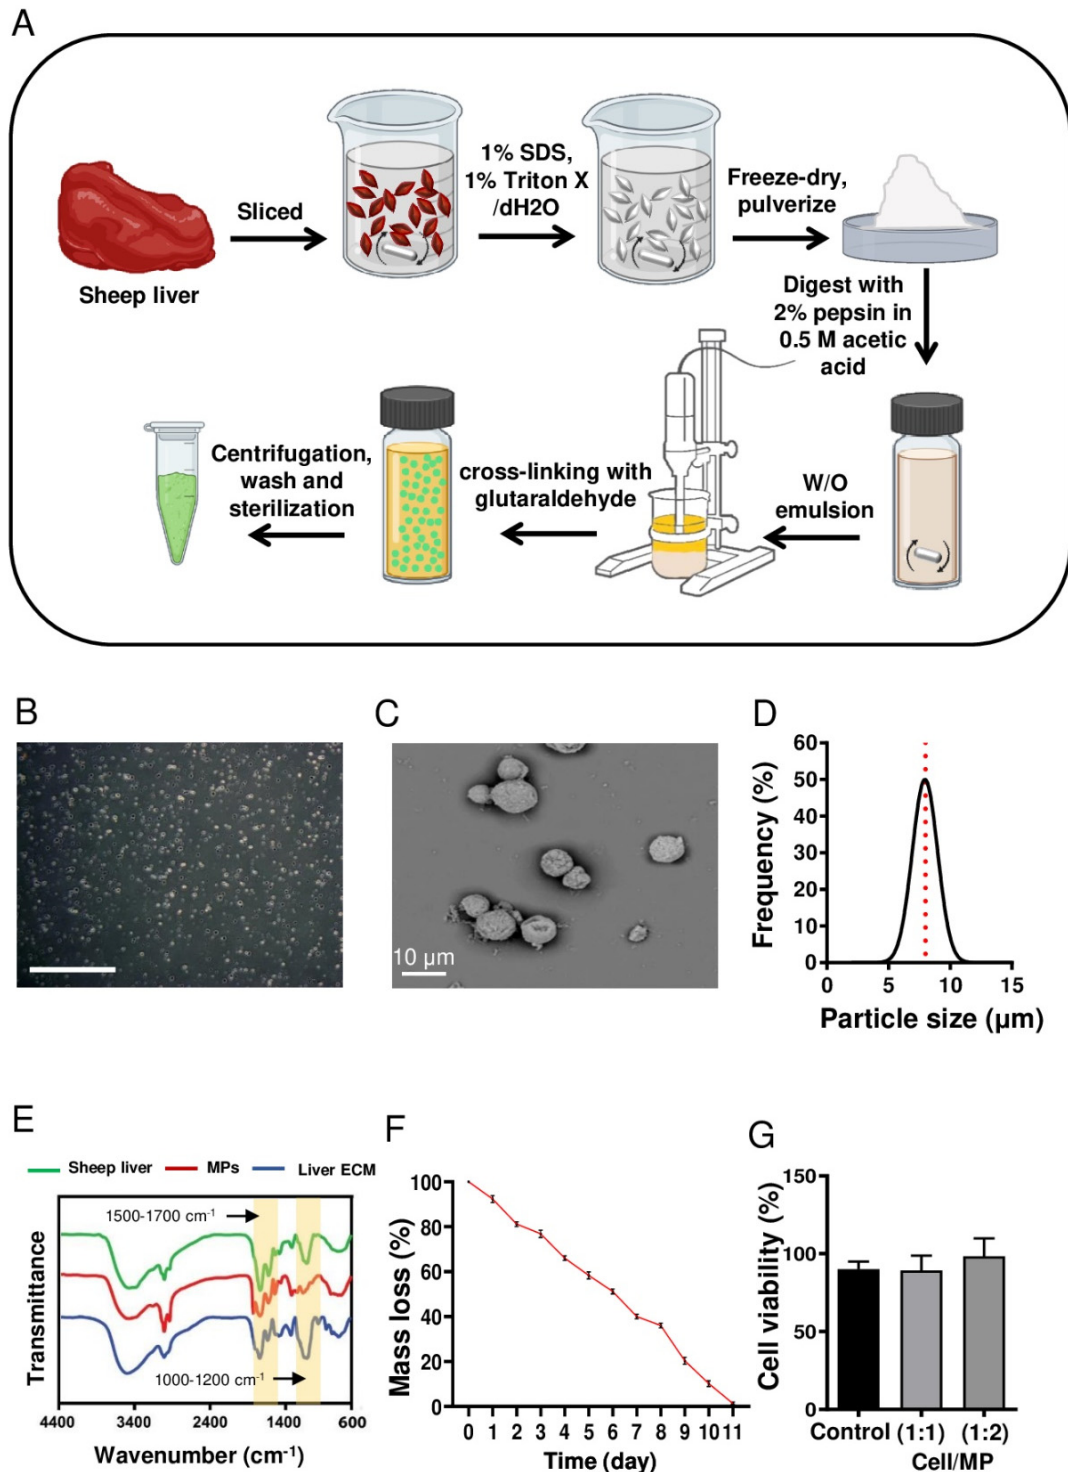 A
Sheep liver
Sliced
1% SDS,
1% Triton X
/dH2O
Freeze-dry,
pulverize
Digest with
2% pepsin in
0.5 M acetic
acid
W/O
emulsion
cross-linking with
glutaraldehyde
Centrifugation,
wash and
sterilization
B
C
10 µm
D
Frequency (%)
60
50
40
30
20
10
0
0 5 10 15
Particle size (µm)
E
Sheep liver MPs Liver ECM
1500-1700 cm⁻¹
Transmittance
1000-1200 cm⁻¹
4400 3400 2400 1400 600
Wavenumber (cm⁻¹)
F
Mass loss (%)
100
80
60
40
20
0
0 1 2 3 4 5 6 7 8 9 10 11
Time (day)
G
Cell viability (%)
150
100
50
0
Control (1:1) (1:2)
Cell/MP